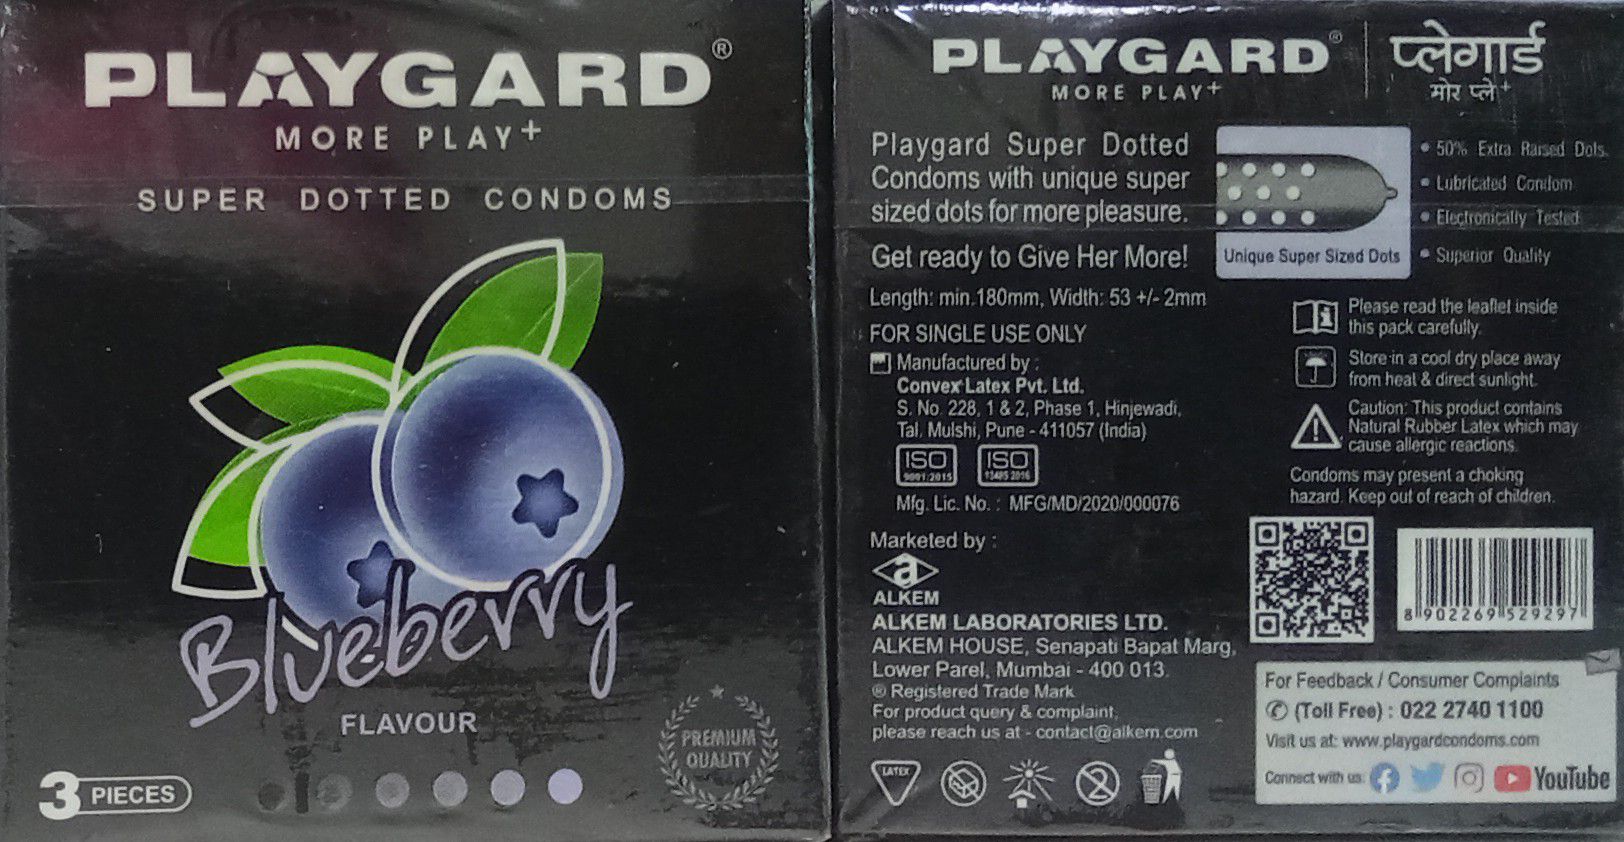 PLAYGARD®
MORE PLAY+
SUPER DOTTED CONDOMS
Blueberry
FLAVOUR
PREMIUM
QUALITY
3 PIECES
PLAYGARD®
MORE PLAY+
प्लेगार्ड
मोर प्ले+
Playgard Super Dotted
Condoms with unique super
sized dots for more pleasure.
Get ready to Give Her More!
Unique Super Sized Dots
• 50% Extra Raised Dots.
• Lubricated Condom
• Electronically Tested
• Superior Quality
Length: min.180mm, Width: 53 +/- 2mm
FOR SINGLE USE ONLY
Manufactured by :
Convex Latex Pvt. Ltd.
S. No. 228, 1 & 2, Phase 1, Hinjewadi,
Tal. Mulshi, Pune - 411057 (India)
ISO
9001:2015
ISO
13485 2016
Mfg. Lic. No. : MFG/MD/2020/000076
Please read the leaflet inside
this pack carefully.
Store in a cool dry place away
from heat & direct sunlight.
Caution: This product contains
Natural Rubber Latex which may
cause allergic reactions.
Condoms may present a choking
hazard. Keep out of reach of children.
Marketed by :
a
ALKEM
ALKEM LABORATORIES LTD.
ALKEM HOUSE, Senapati Bapat Marg,
Lower Parel, Mumbai - 400 013.
® Registered Trade Mark
For product query & complaint,
please reach us at - contact@alkem.com
LATEX
2
8 902269 529297
For Feedback / Consumer Complaints
(Toll Free) : 022 2740 1100
Visit us at: www.playgardcondoms.com
Connect with us: YouTube